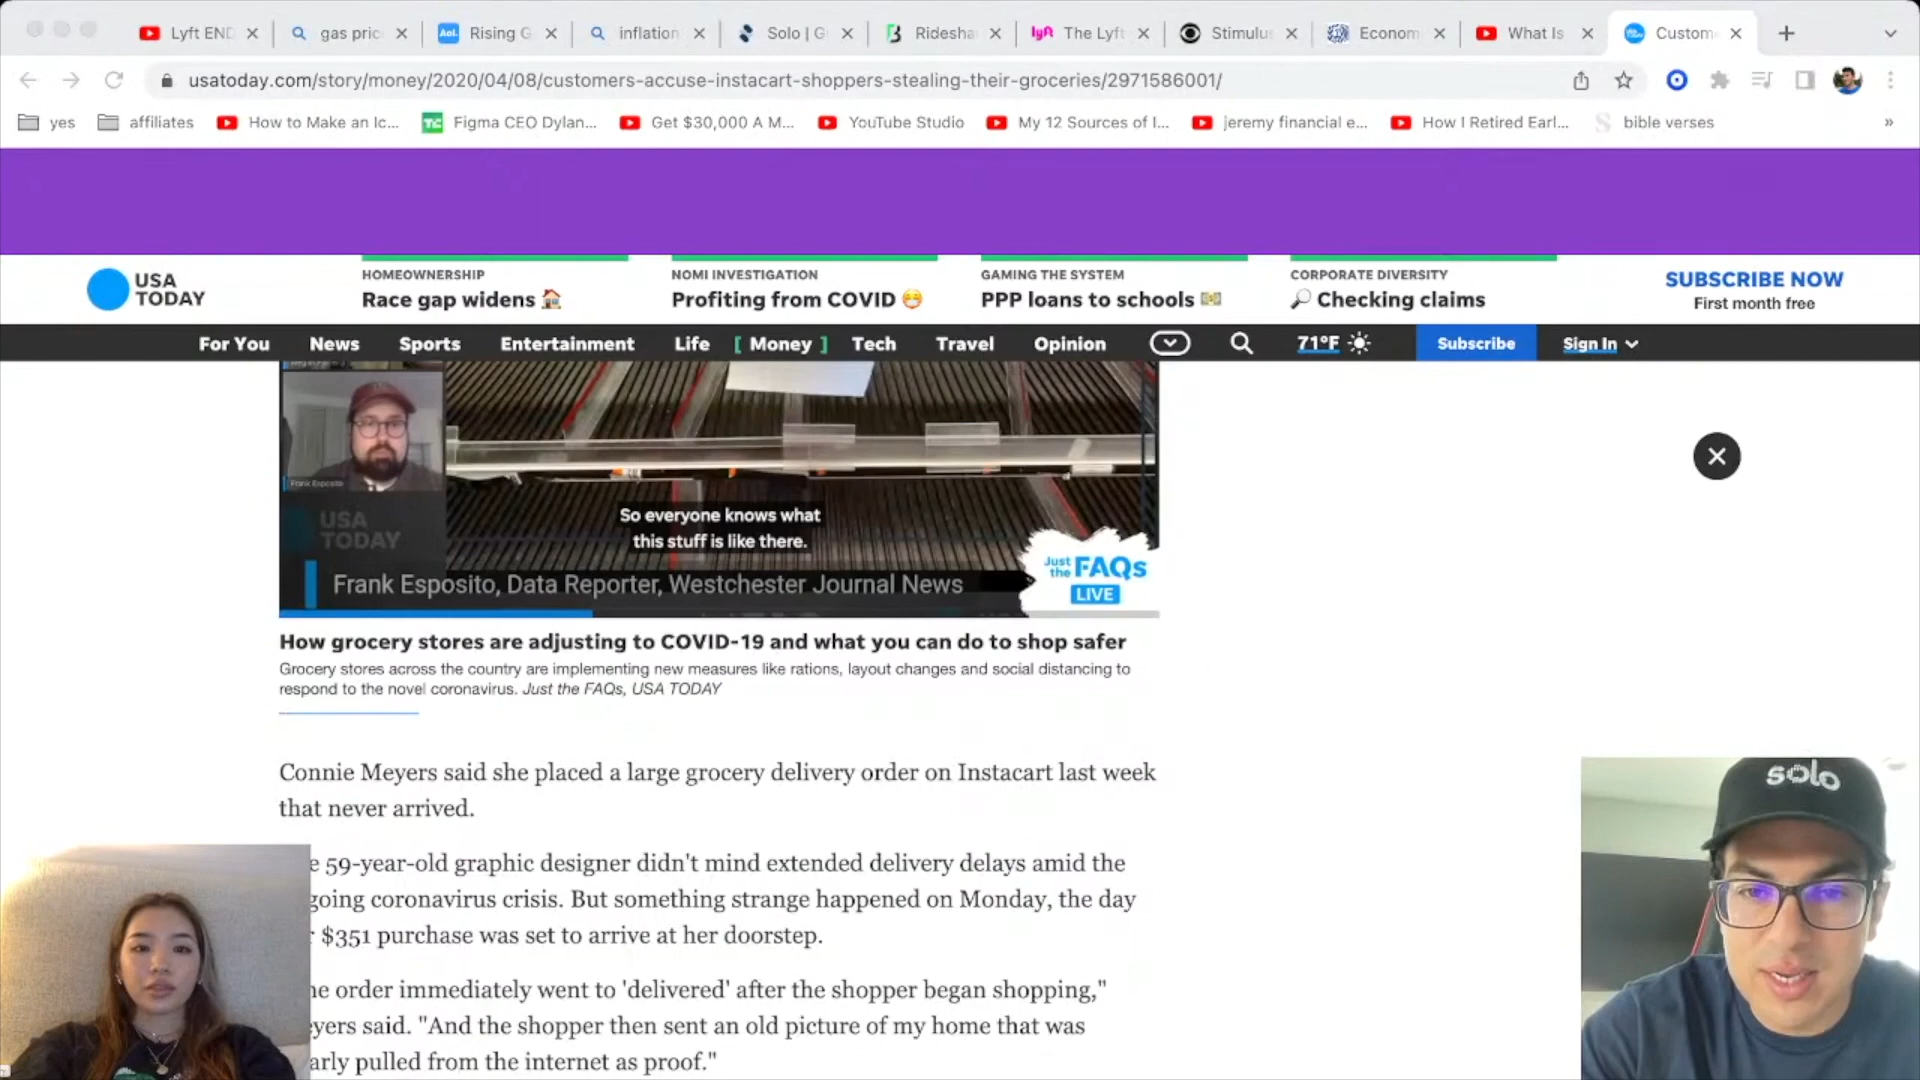 Lyft END
gas pric
Aol.
Rising G
inflation
Solo | G
Ridesha
lyft
The Lyft
Stimulu
Econom
What Is
Custom
usatoday.com/story/money/2020/04/08/customers-accuse-instacart-shoppers-stealing-their-groceries/2971586001/
yes
affiliates
How to Make an Ic...
Figma CEO Dylan...
Get $30,000 A M...
YouTube Studio
My 12 Sources of I...
jeremy financial e...
How I Retired Earl...
bible verses
»
USA
TODAY
HOMEOWNERSHIP
Race gap widens
NOMI INVESTIGATION
Profiting from COVID
GAMING THE SYSTEM
PPP loans to schools
CORPORATE DIVERSITY
Checking claims
SUBSCRIBE NOW
First month free
For You
News
Sports
Entertainment
Life
[ Money ]
Tech
Travel
Opinion
71°F
Subscribe
Sign In
Frank Esposito
USA
TODAY
So everyone knows what
this stuff is like there.
Frank Esposito, Data Reporter, Westchester Journal News
Just the FAQs
LIVE
How grocery stores are adjusting to COVID-19 and what you can do to shop safer
Grocery stores across the country are implementing new measures like rations, layout changes and social distancing to
respond to the novel coronavirus. Just the FAQs, USA TODAY
Connie Meyers said she placed a large grocery delivery order on Instacart last week
that never arrived.
e 59-year-old graphic designer didn't mind extended delivery delays amid the
going coronavirus crisis. But something strange happened on Monday, the day
r $351 purchase was set to arrive at her doorstep.
he order immediately went to 'delivered' after the shopper began shopping,"
eyers said. "And the shopper then sent an old picture of my home that was
arly pulled from the internet as proof."
solo